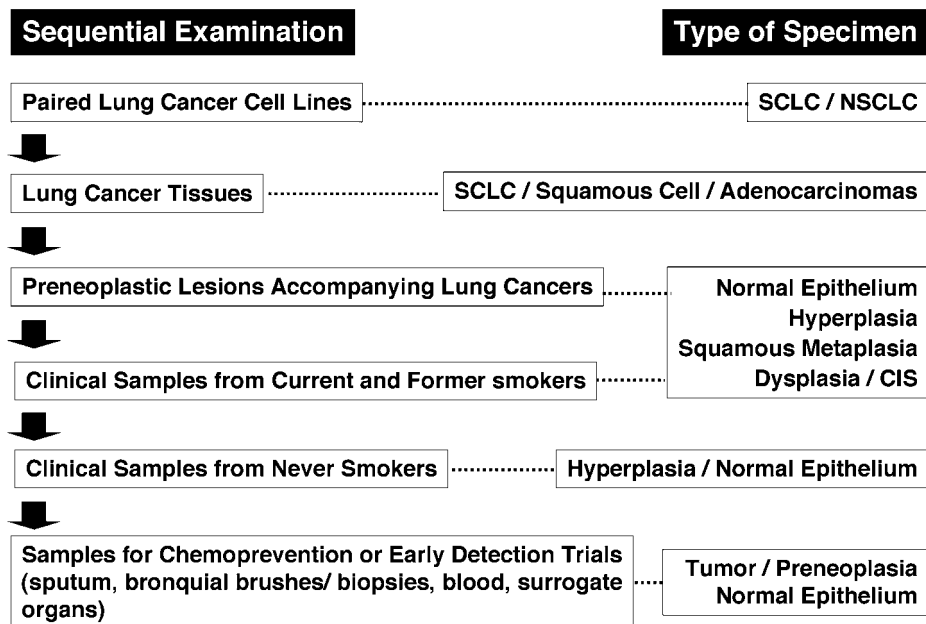 Sequential Examination
Type of Specimen
Paired Lung Cancer Cell Lines
SCLC / NSCLC
Lung Cancer Tissues
SCLC / Squamous Cell / Adenocarcinomas
Preneoplastic Lesions Accompanying Lung Cancers
Normal Epithelium
Hyperplasia
Squamous Metaplasia
Dysplasia / CIS
Clinical Samples from Current and Former smokers
Clinical Samples from Never Smokers
Hyperplasia / Normal Epithelium
Samples for Chemoprevention or Early Detection Trials
(sputum, bronquial brushes/ biopsies, blood, surrogate
organs)
Tumor / Preneoplasia
Normal Epithelium